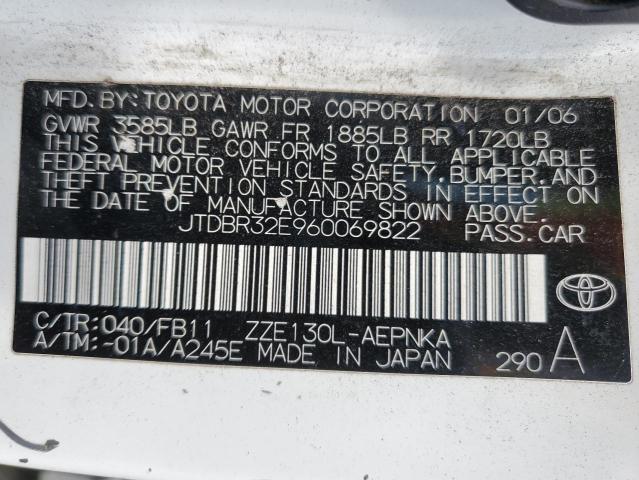 MFD. BY: TOYOTA MOTOR CORPORATION 01/06
GVWR 3585LB GAWR FR 1885LB RR 1720LB
THIS VEHICLE CONFORMS TO ALL APPLICABLE
FEDERAL MOTOR VEHICLE SAFETY, BUMPER, AND
THEFT PREVENTION STANDARDS IN EFFECT ON
THE DATE OF MANUFACTURE SHOWN ABOVE.
JTDBR32E960069822 PASS. CAR
C/TR: 040/FB11 ZZE130L-AEPNKA
A/TM: -01A/A245E MADE IN JAPAN 290 A